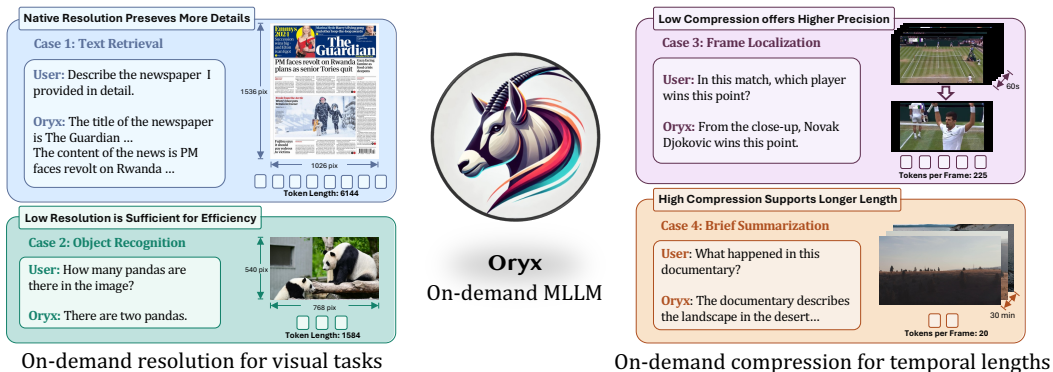 Native Resolution Preseves More Details
Case 1: Text Retrieval
User: Describe the newspaper I
provided in detail.
Oryx: The title of the newspaper
is The Guardian ...
The content of the news is PM
faces revolt on Rwanda ...
1536 pix
The
Guardian
PM faces revolt on Rwanda
plans as senior Tories quit
1026 pix
Token Length: 6144
Low Resolution is Sufficient for Efficiency
Case 2: Object Recognition
User: How many pandas are
there in the image?
Oryx: There are two pandas.
540 pix
768 pix
Token Length: 1584
On-demand resolution for visual tasks
Oryx
On-demand MLLM
Low Compression offers Higher Precision
Case 3: Frame Localization
User: In this match, which player
wins this point?
Oryx: From the close-up, Novak
Djokovic wins this point.
60s
Tokens per Frame: 225
High Compression Supports Longer Length
Case 4: Brief Summarization
User: What happened in this
documentary?
Oryx: The documentary describes
the landscape in the desert...
30 min
Tokens per Frame: 20
On-demand compression for temporal lengths